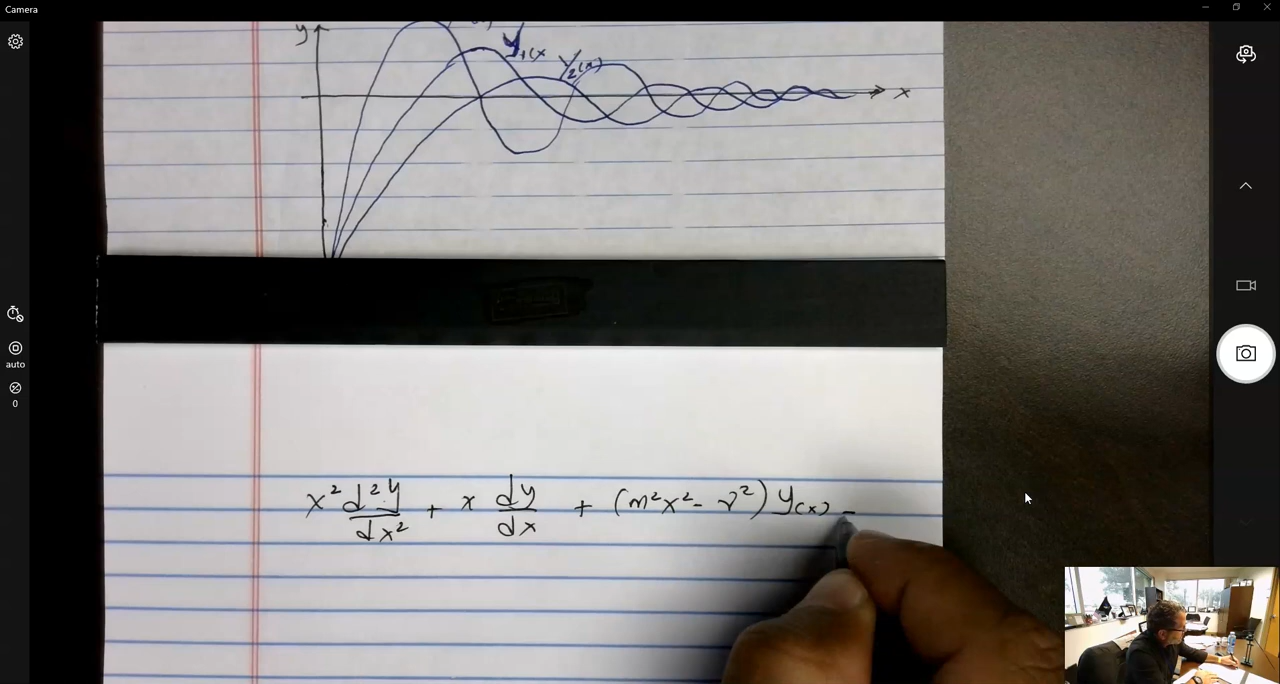 Camera
y
Y₁(x
Y₂(x)
x
auto
0
x² d²y/dx² + x dy/dx + (m²x² - ν²) y(x) -